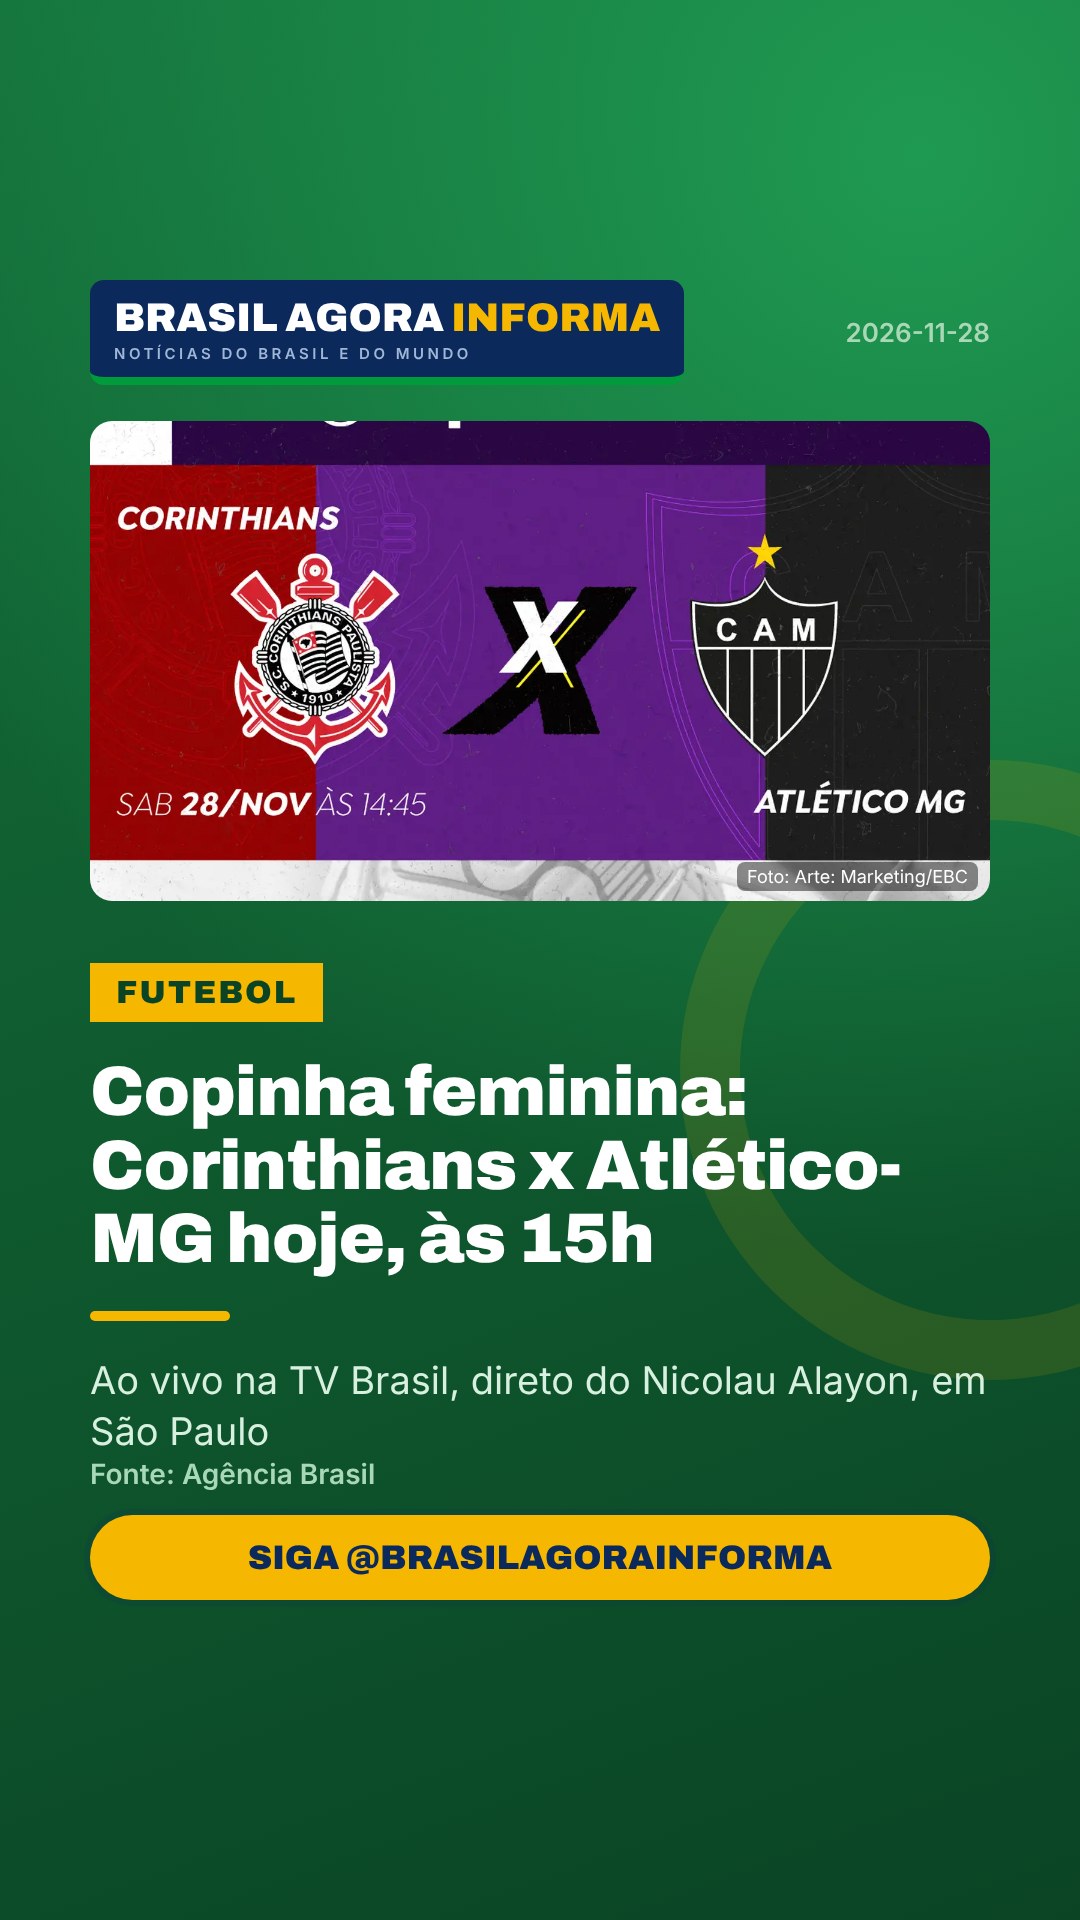 BRASIL AGORA INFORMA
NOTÍCIAS DO BRASIL E DO MUNDO
2026-11-28
CORINTHIANS
S.C. CORINTHIANS PAULISTA
1910
X
C A M
SAB 28/NOV ÀS 14:45
ATLÉTICO MG
Foto: Arte: Marketing/EBC
FUTEBOL
Copinha feminina:
Corinthians x Atlético-
MG hoje, às 15h
Ao vivo na TV Brasil, direto do Nicolau Alayon, em
São Paulo
Fonte: Agência Brasil
SIGA @BRASILAGORAINFORMA